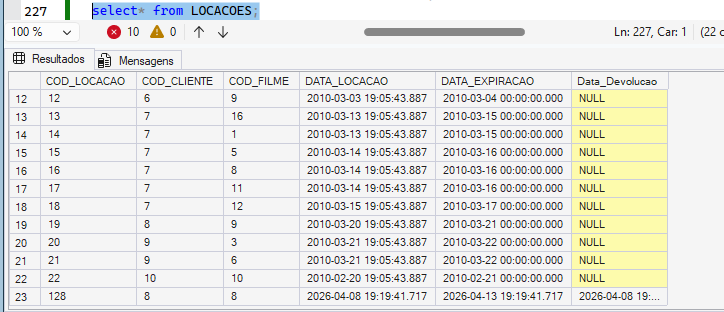 227 select* from LOCACOES;
100 % 10 0 Ln: 227, Car: 1 (22 c
Resultados Mensagens
COD_LOCACAO COD_CLIENTE COD_FILME DATA_LOCACAO DATA_EXPIRACAO Data_Devolucao
12 12 6 9 2010-03-03 19:05:43.887 2010-03-04 00:00:00.000 NULL
13 13 7 16 2010-03-13 19:05:43.887 2010-03-15 00:00:00.000 NULL
14 14 7 1 2010-03-13 19:05:43.887 2010-03-15 00:00:00.000 NULL
15 15 7 5 2010-03-14 19:05:43.887 2010-03-16 00:00:00.000 NULL
16 16 7 8 2010-03-14 19:05:43.887 2010-03-16 00:00:00.000 NULL
17 17 7 11 2010-03-14 19:05:43.887 2010-03-16 00:00:00.000 NULL
18 18 7 12 2010-03-15 19:05:43.887 2010-03-17 00:00:00.000 NULL
19 19 8 9 2010-03-20 19:05:43.887 2010-03-21 00:00:00.000 NULL
20 20 9 3 2010-03-21 19:05:43.887 2010-03-22 00:00:00.000 NULL
21 21 9 6 2010-03-21 19:05:43.887 2010-03-22 00:00:00.000 NULL
22 22 10 10 2010-02-20 19:05:43.887 2010-02-21 00:00:00.000 NULL
23 128 8 8 2026-04-08 19:19:41.717 2026-04-13 19:19:41.717 2026-04-08 19:...